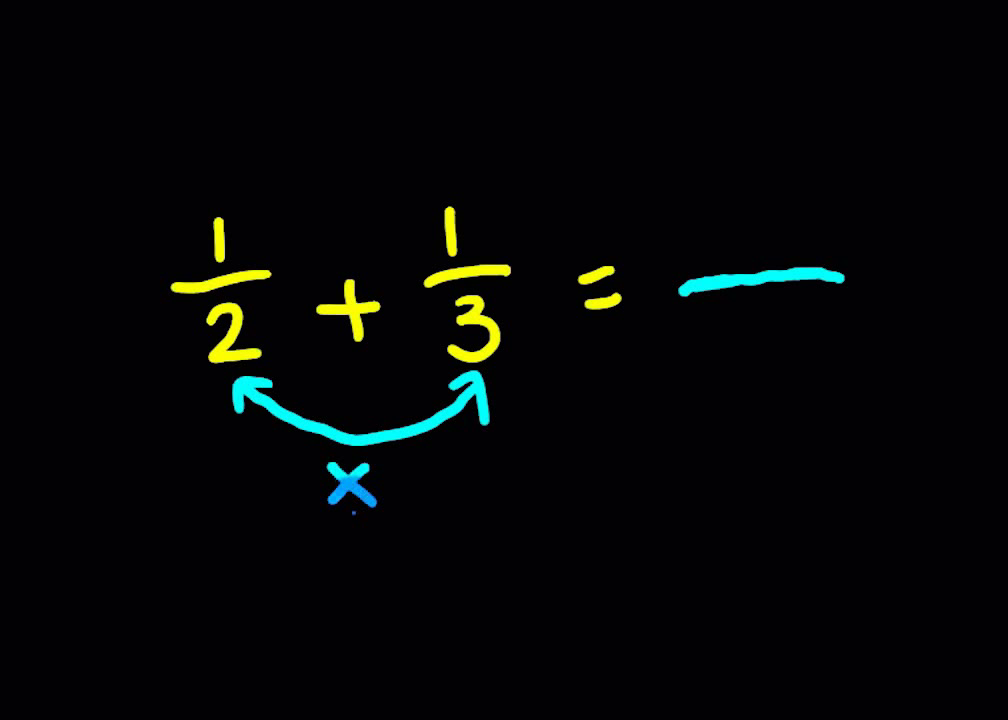 1/2 + 1/3 =
×